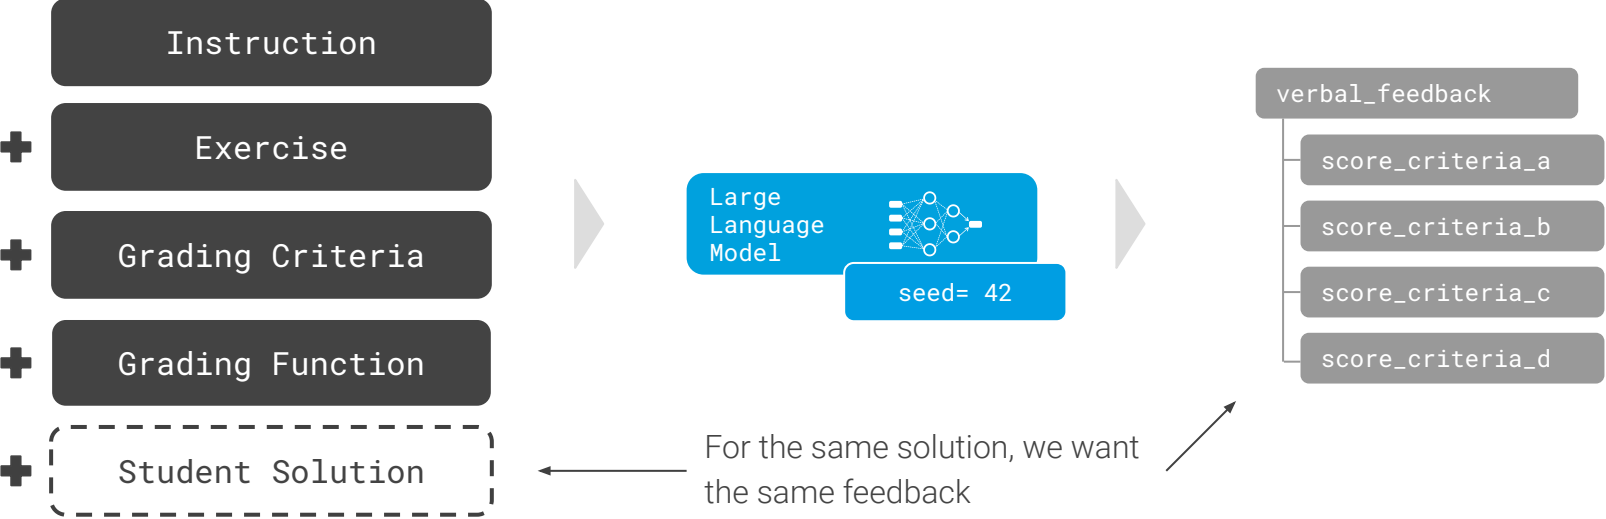 Instruction
Exercise
Grading Criteria
Grading Function
Student Solution
Large
Language
Model
seed= 42
For the same solution, we want
the same feedback
verbal_feedback
score_criteria_a
score_criteria_b
score_criteria_c
score_criteria_d